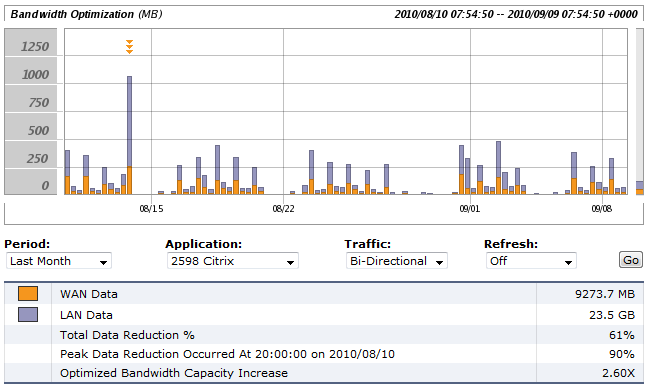 Bandwidth Optimization (MB) 2010/08/10 07:54:50 -- 2010/09/09 07:54:50 +0000
1250
1000
750
500
250
0
08/15 08/22 09/01 09/08
Period: Application: Traffic: Refresh:
Last Month 2598 Citrix Bi-Directional Off Go
WAN Data 9273.7 MB
LAN Data 23.5 GB
Total Data Reduction % 61%
Peak Data Reduction Occurred At 20:00:00 on 2010/08/10 90%
Optimized Bandwidth Capacity Increase 2.60X